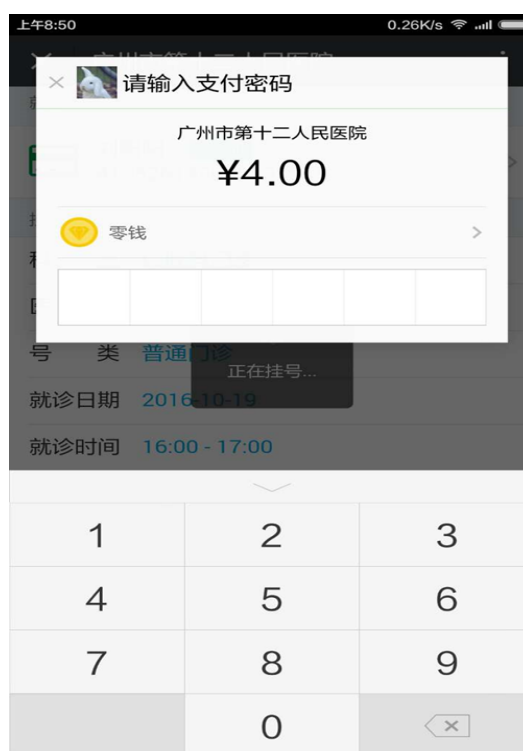 上午8:50 0.26K/s
请输入支付密码
广州市第十二人民医院
¥4.00
零钱
号 类 普通门诊
正在挂号...
就诊日期 2016-10-19
就诊时间 16:00 - 17:00
1 2 3
4 5 6
7 8 9
0